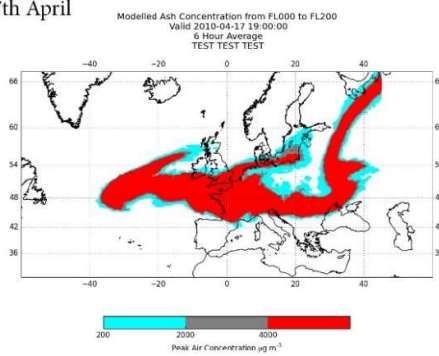 7th April
Modelled Ash Concentration from FL000 to FL200
Valid 2010-04-17 19:00:00
6 Hour Average
TEST TEST TEST
−40 −20 0 20 40
66
60
54
48
42
36
−40 −20 0 20 40
200 2000 4000
Peak Air Concentration μg m⁻³